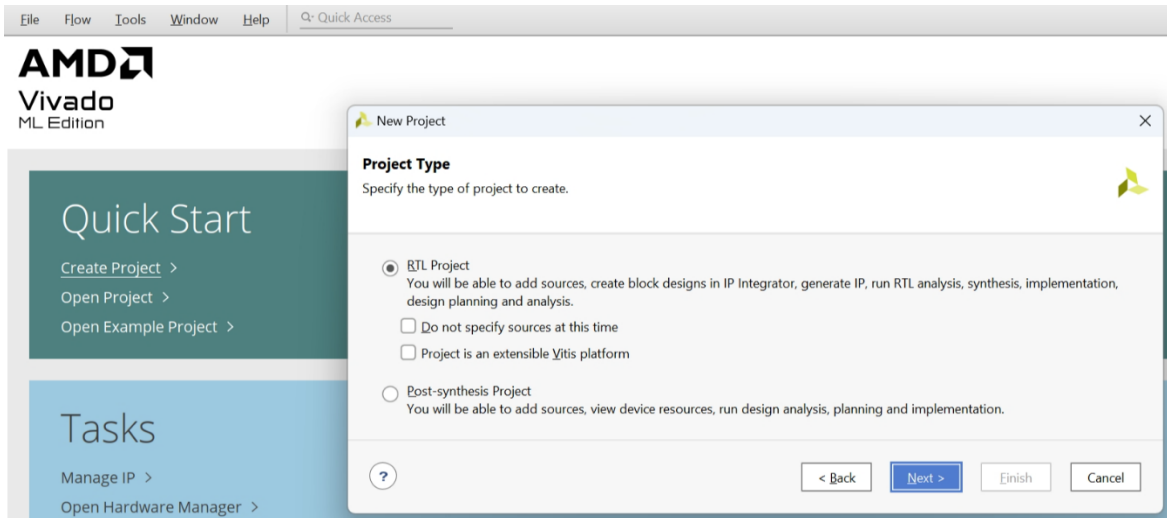 File Flow Tools Window Help Q- Quick Access
AMD
Vivado
ML Edition
Quick Start
Create Project >
Open Project >
Open Example Project >
Tasks
Manage IP >
Open Hardware Manager >
New Project
Project Type
Specify the type of project to create.
RTL Project
You will be able to add sources, create block designs in IP Integrator, generate IP, run RTL analysis, synthesis, implementation,
design planning and analysis.
Do not specify sources at this time
Project is an extensible Vitis platform
Post-synthesis Project
You will be able to add sources, view device resources, run design analysis, planning and implementation.
?
< Back Next > Finish Cancel